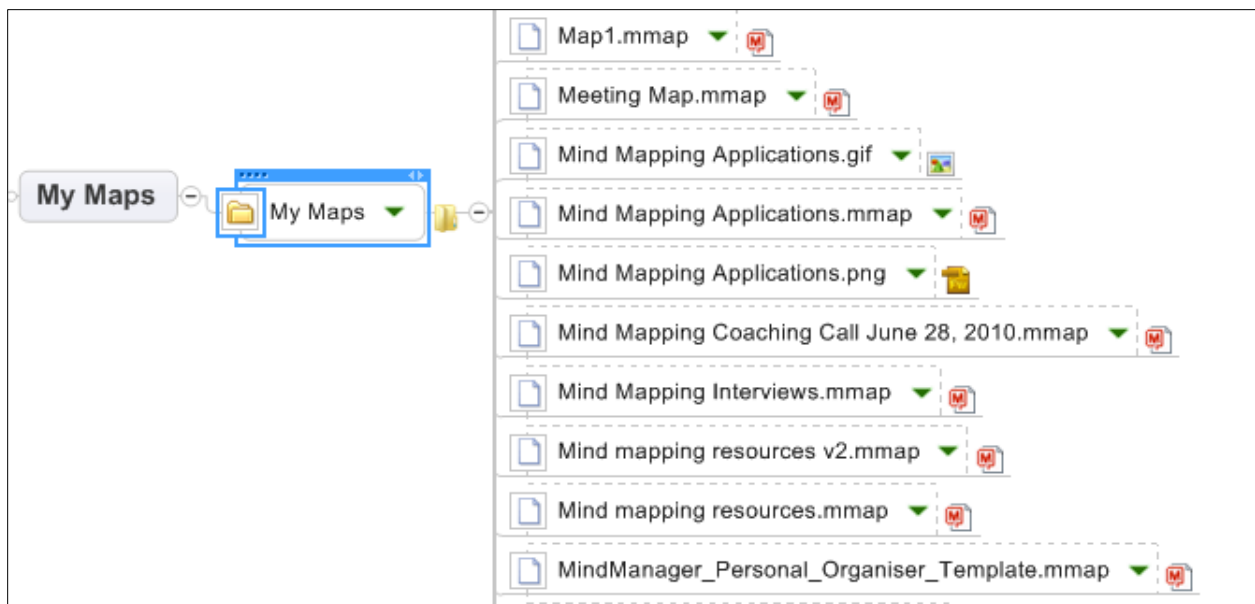 Map1.mmap
Meeting Map.mmap
Mind Mapping Applications.gif
My Maps
My Maps
Mind Mapping Applications.mmap
Mind Mapping Applications.png
Mind Mapping Coaching Call June 28, 2010.mmap
Mind Mapping Interviews.mmap
Mind mapping resources v2.mmap
Mind mapping resources.mmap
MindManager_Personal_Organiser_Template.mmap